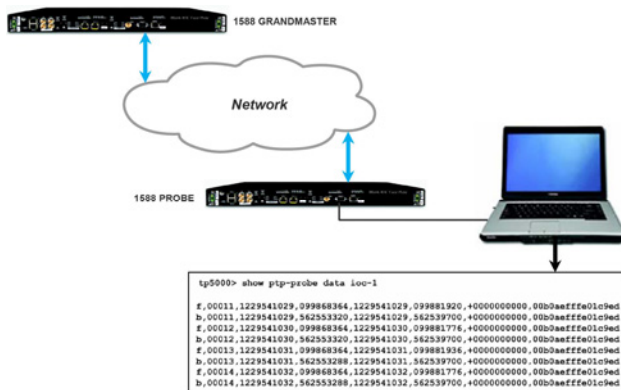 1588 GRANDMASTER
Network
1588 PROBE
tp5000> show ptp-probe data ioc-1
f,00011,1229541029,099868364,1229541029,099881920,+0000000000,00b0aefffe01c9ed
b,00011,1229541029,562553320,1229541029,562539700,+0000000000,00b0aefffe01c9ed
f,00012,1229541030,099868364,1229541030,099881776,+0000000000,00b0aefffe01c9ed
b,00012,1229541030,562553320,1229541030,562539700,+0000000000,00b0aefffe01c9ed
f,00013,1229541031,099868364,1229541031,099881936,+0000000000,00b0aefffe01c9ed
b,00013,1229541031,562553288,1229541031,562539700,+0000000000,00b0aefffe01c9ed
f,00014,1229541032,099868364,1229541032,099881776,+0000000000,00b0aefffe01c9ed
b,00014,1229541032,562553288,1229541032,562539700,+0000000000,00b0aefffe01c9ed